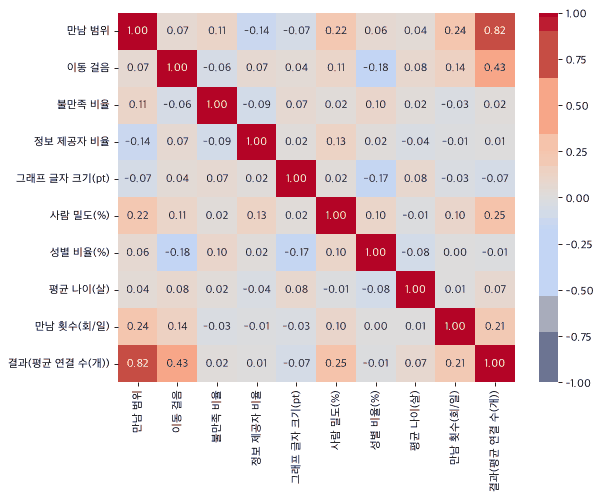 만남 범위 1.00 0.07 0.11 -0.14 -0.07 0.22 0.06 0.04 0.24 0.82
이동 걸음 0.07 1.00 -0.06 0.07 0.04 0.11 -0.18 0.08 0.14 0.43
불만족 비율 0.11 -0.06 1.00 -0.09 0.07 0.02 0.10 0.02 -0.03 0.02
정보 제공자 비율 -0.14 0.07 -0.09 1.00 0.02 0.13 0.02 -0.04 -0.01 0.01
그래프 글자 크기(pt) -0.07 0.04 0.07 0.02 1.00 0.02 -0.17 0.08 -0.03 -0.07
사람 밀도(%) 0.22 0.11 0.02 0.13 0.02 1.00 0.10 -0.01 0.10 0.25
성별 비율(%) 0.06 -0.18 0.10 0.02 -0.17 0.10 1.00 -0.08 0.00 -0.01
평균 나이(살) 0.04 0.08 0.02 -0.04 0.08 -0.01 -0.08 1.00 0.01 0.07
만남 횟수(회/일) 0.24 0.14 -0.03 -0.01 -0.03 0.10 0.00 0.01 1.00 0.21
결과(평균 연결 수(개)) 0.82 0.43 0.02 0.01 -0.07 0.25 -0.01 0.07 0.21 1.00
만남 범위
이동 걸음
불만족 비율
정보 제공자 비율
그래프 글자 크기(pt)
사람 밀도(%)
성별 비율(%)
평균 나이(살)
만남 횟수(회/일)
결과(평균 연결 수(개))
1.00
0.75
0.50
0.25
0.00
-0.25
-0.50
-0.75
-1.00